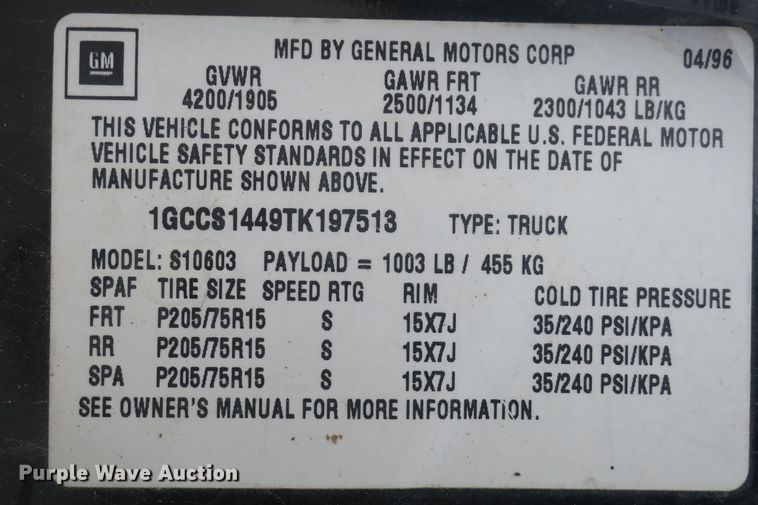 GM
MFD BY GENERAL MOTORS CORP 04/96
GVWR GAWR FRT GAWR RR
4200/1905 2500/1134 2300/1043 LB/KG
THIS VEHICLE CONFORMS TO ALL APPLICABLE U.S. FEDERAL MOTOR
VEHICLE SAFETY STANDARDS IN EFFECT ON THE DATE OF
MANUFACTURE SHOWN ABOVE.
1GCCS1449TK197513 TYPE: TRUCK
MODEL: S10603 PAYLOAD = 1003 LB / 455 KG
SPAF TIRE SIZE SPEED RTG RIM COLD TIRE PRESSURE
FRT P205/75R15 S 15X7J 35/240 PSI/KPA
RR P205/75R15 S 15X7J 35/240 PSI/KPA
SPA P205/75R15 S 15X7J 35/240 PSI/KPA
SEE OWNER'S MANUAL FOR MORE INFORMATION.
Purple Wave Auction